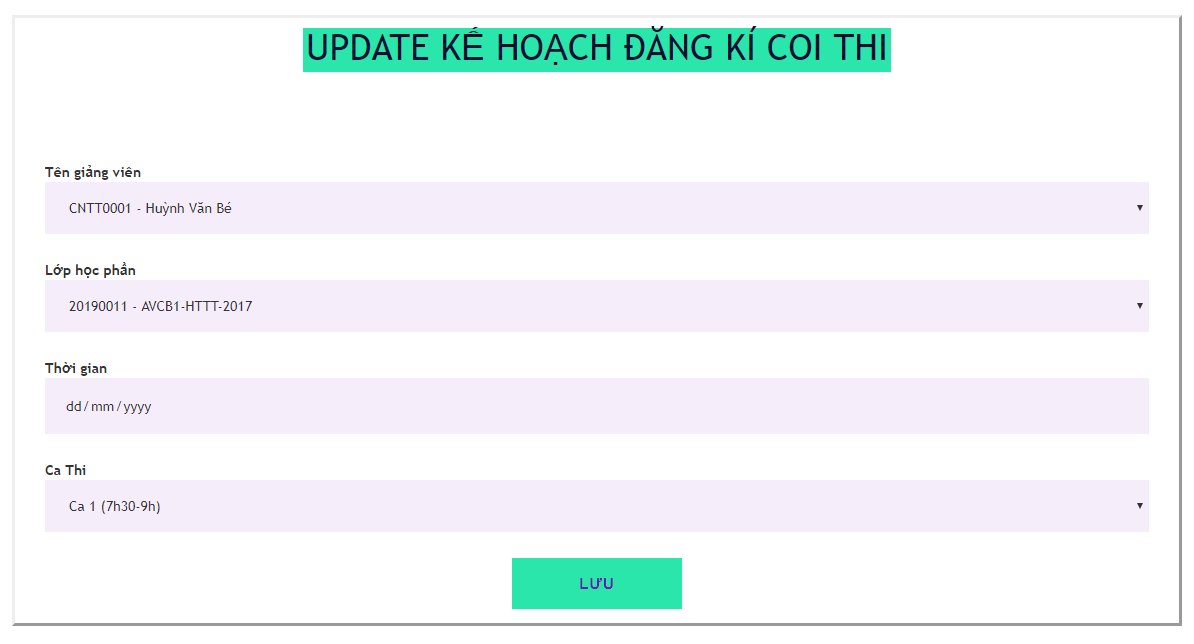 UPDATE KẾ HOẠCH ĐĂNG KÍ COI THI
Tên giảng viên
CNTT0001 - Huỳnh Văn Bé
Lớp học phần
20190011 - AVCB1-HTTT-2017
Thời gian
dd/mm/yyyy
Ca Thi
Ca 1 (7h30-9h)
LƯU